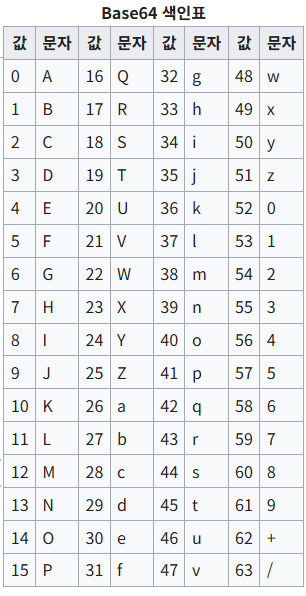 Base64 색인표
값 문자 값 문자 값 문자 값 문자
0 A 16 Q 32 g 48 w
1 B 17 R 33 h 49 x
2 C 18 S 34 i 50 y
3 D 19 T 35 j 51 z
4 E 20 U 36 k 52 0
5 F 21 V 37 l 53 1
6 G 22 W 38 m 54 2
7 H 23 X 39 n 55 3
8 I 24 Y 40 o 56 4
9 J 25 Z 41 p 57 5
10 K 26 a 42 q 58 6
11 L 27 b 43 r 59 7
12 M 28 c 44 s 60 8
13 N 29 d 45 t 61 9
14 O 30 e 46 u 62 +
15 P 31 f 47 v 63 /